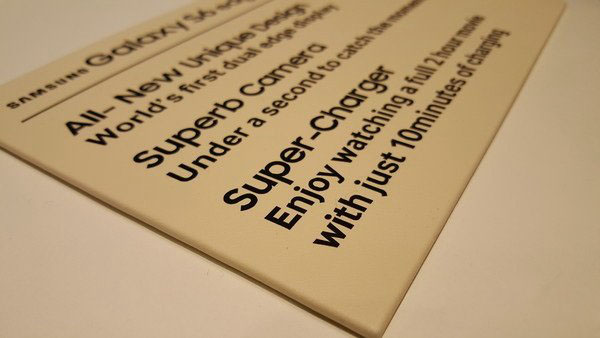 SAMSUNG Galaxy S6 edge
All- New Unique Design
World's first dual edge display
Superb Camera
Under a second to catch the moment
Super-Charger
Enjoy watching a full 2 hour movie
with just 10minutes of charging